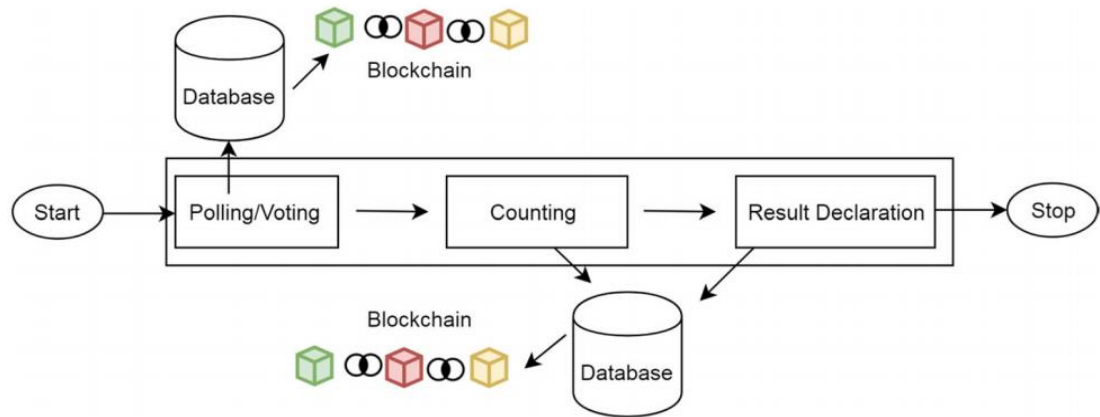 Database
Blockchain
Start
Polling/Voting
Counting
Result Declaration
Stop
Blockchain
Database